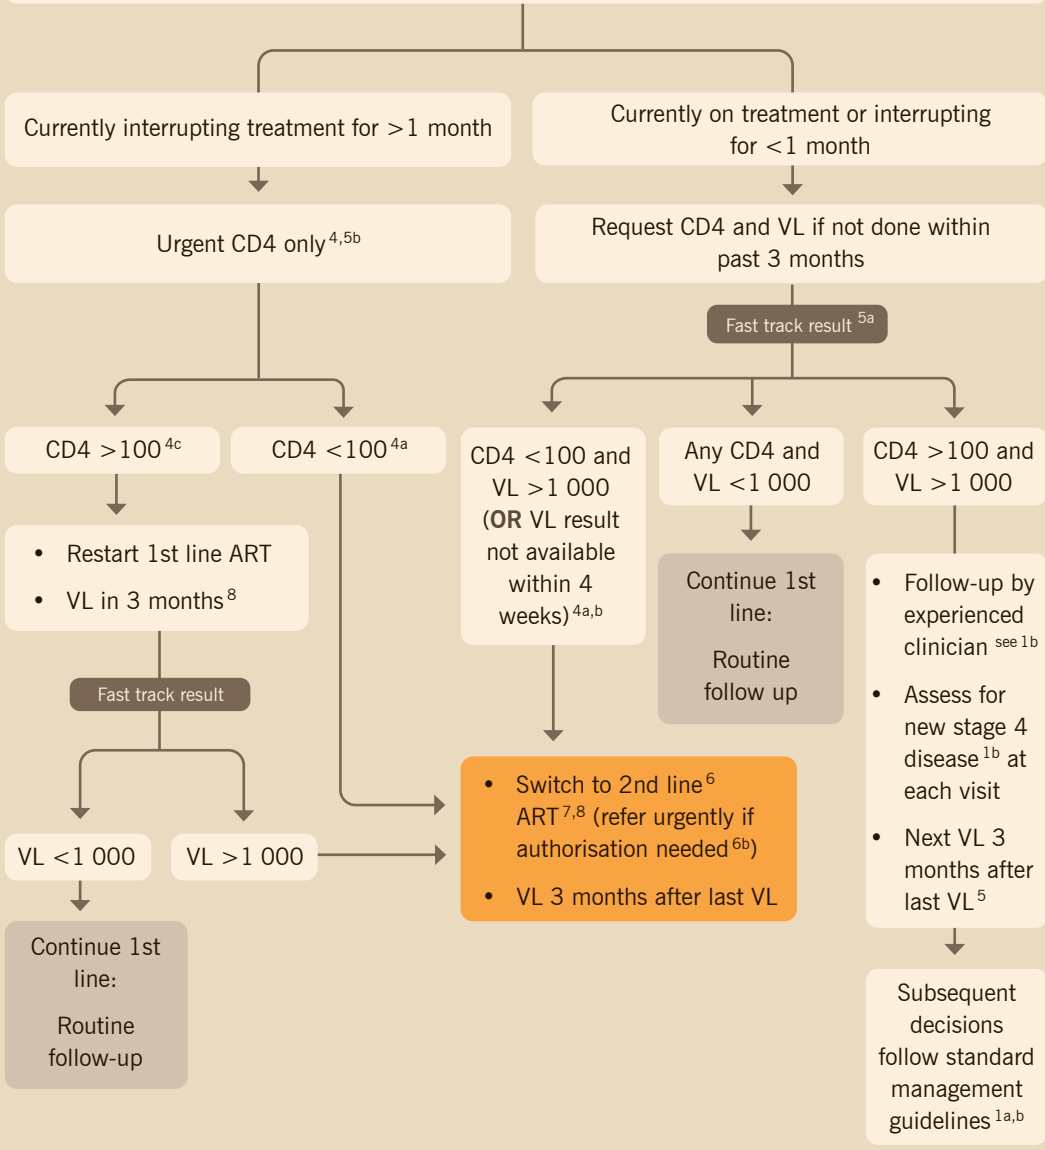 Currently interrupting treatment for >1 month
Currently on treatment or interrupting
for <1 month
Urgent CD4 only 4,5b
Request CD4 and VL if not done within
past 3 months
Fast track result 5a
CD4 >100 4c
CD4 <100 4a
CD4 <100 and
VL >1 000
(OR VL result
not available
within 4
weeks) 4a,b
Any CD4 and
VL <1 000
CD4 >100 and
VL >1 000
• Restart 1st line ART
• VL in 3 months 8
Fast track result
VL <1 000
VL >1 000
Continue 1st
line:
Routine
follow-up
• Switch to 2nd line 6
ART 7,8 (refer urgently if
authorisation needed 6b)
• VL 3 months after last VL
Continue 1st
line:
Routine
follow up
• Follow-up by
experienced
clinician see 1b
• Assess for
new stage 4
disease 1b at
each visit
• Next VL 3
months after
last VL 5
Subsequent
decisions
follow standard
management
guidelines 1a,b